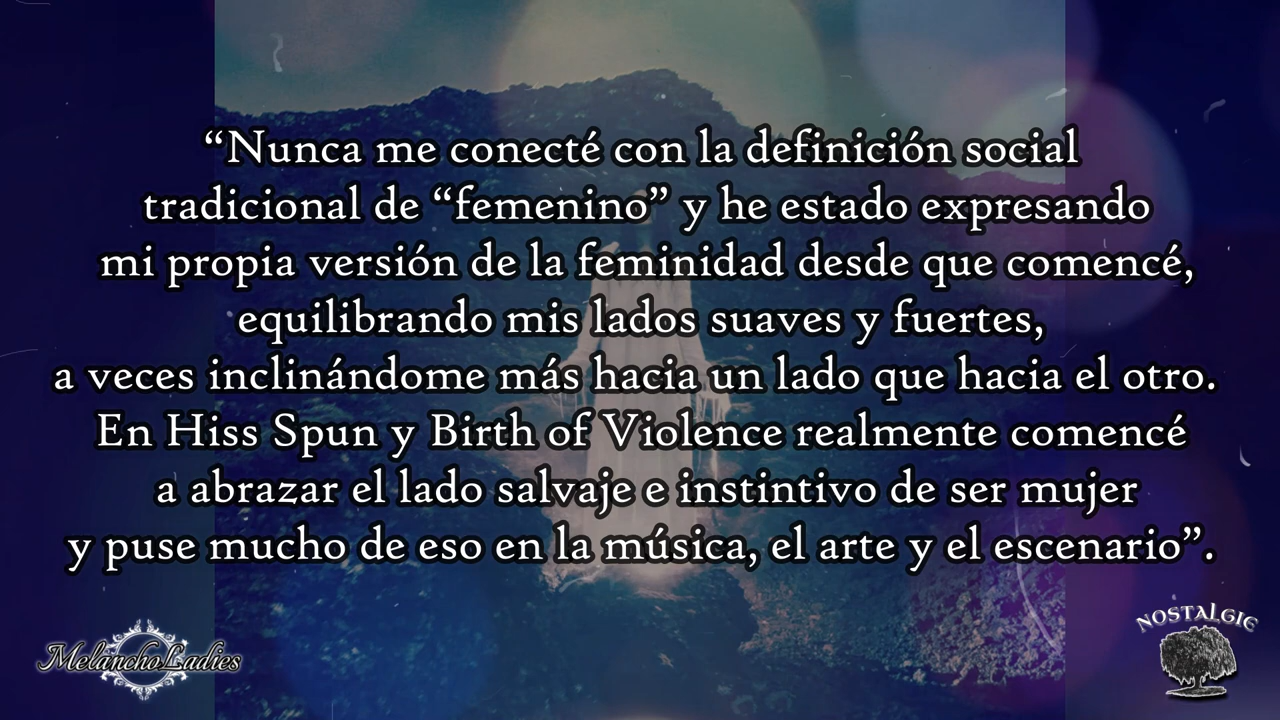 “Nunca me conecté con la definición social
tradicional de “femenino” y he estado expresando
mi propia versión de la feminidad desde que comencé,
equilibrando mis lados suaves y fuertes,
a veces inclinándome más hacia un lado que hacia el otro.
En Hiss Spun y Birth of Violence realmente comencé
a abrazar el lado salvaje e instintivo de ser mujer
y puse mucho de eso en la música, el arte y el escenario”.
MelanchoLadies
NOSTALGIE